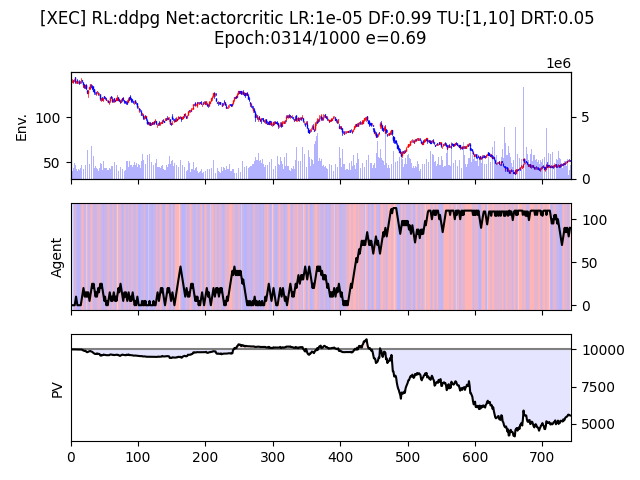 [XEC] RL:ddpg Net:actorcritic LR:1e-05 DF:0.99 TU:[1,10] DRT:0.05
Epoch:0314/1000 e=0.69
1e6
Env.
100
50
5
0
Agent
100
50
0
PV
10000
7500
5000
0 100 200 300 400 500 600 700